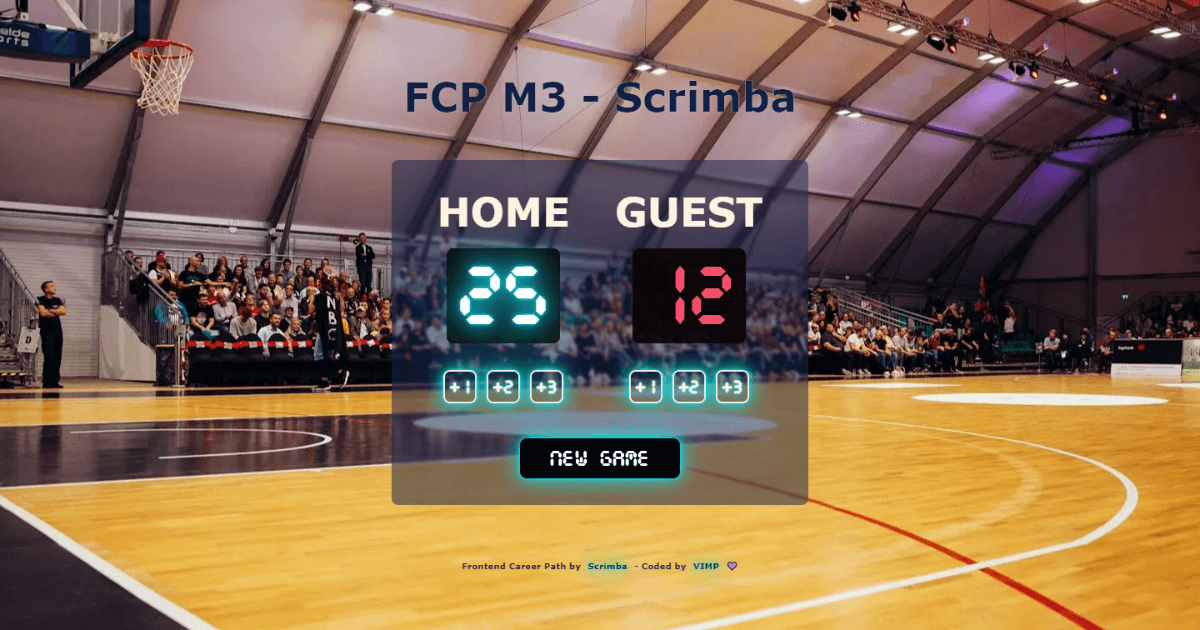 FCP M3 - Scrimba
HOME GUEST
25 12
+1 +2 +3 +1 +2 +3
NEW GAME
Frontend Career Path by Scrimba - Coded by VIMP 💜
NBC
D